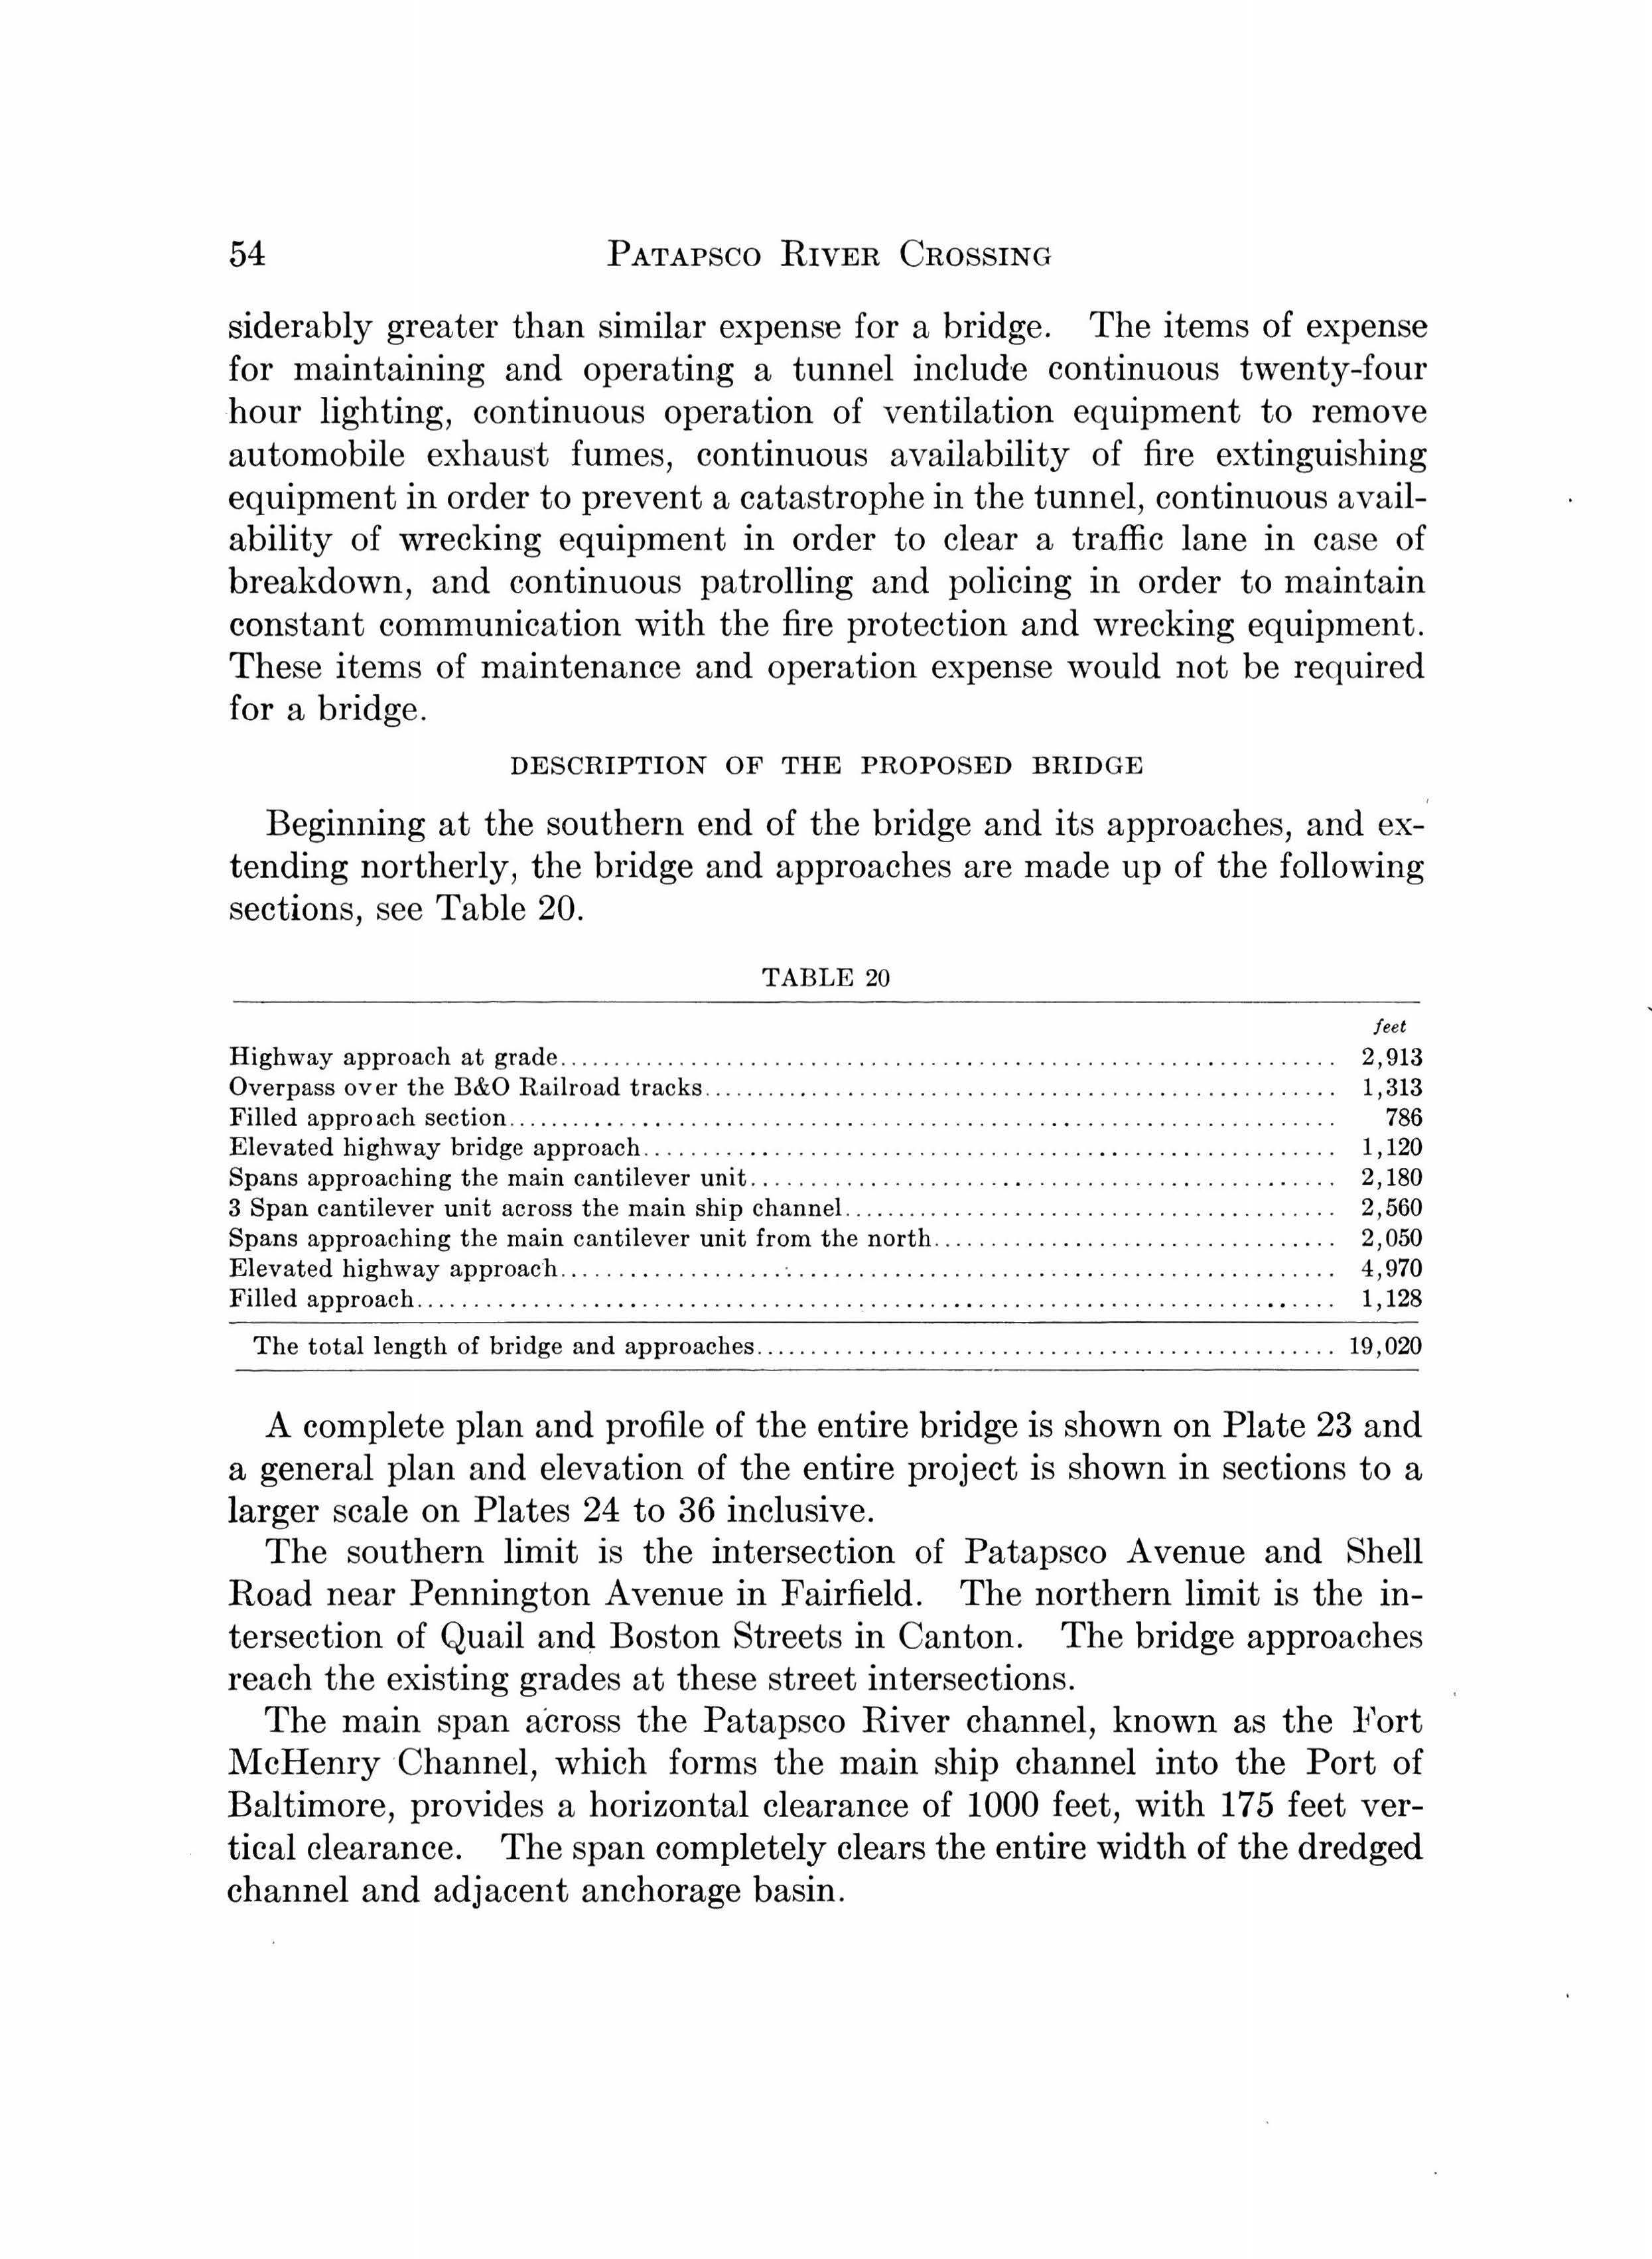 54 PATAPSCO RIVER CROSSING
siderably greater than similar expense for a bridge. The items of expense
for maintaining and operating a tunnel include continuous twenty-four
hour lighting, continuous operation of ventilation equipment to remove
automobile exhaust fumes, continuous availability of fire extinguishing
equipment in order to prevent a catastrophe in the tunnel, continuous avail-
ability of wrecking equipment in order to clear a traffic lane in case of
breakdown, and continuous patrolling and policing in order to maintain
constant communication with the fire protection and wrecking equipment.
These items of maintenance and operation expense would not be required
for a bridge.
DESCRIPTION OF THE PROPOSED BRIDGE
Beginning at the southern end of the bridge and its approaches, and ex-
tending northerly, the bridge and approaches are made up of the following
sections, see Table 20.
TABLE 20
feet
Highway approach at grade 2,913
Overpass over the B&O Railroad tracks 1,313
Filled approach section 786
Elevated highway bridge approach 1,120
Spans approaching the main cantilever unit 2,180
3 Span cantilever unit across the main ship channel 2,560
Spans approaching the main cantilever unit from the north 2,050
Elevated highway approach 4,970
Filled approach 1,128
The total length of bridge and approaches 19,020
A complete plan and profile of the entire bridge is shown on Plate 23 and
a general plan and elevation of the entire project is shown in sections to a
larger scale on Plates 24 to 36 inclusive.
The southern limit is the intersection of Patapsco Avenue and Shell
Road near Pennington Avenue in Fairfield. The northern limit is the in-
tersection of Quail and Boston Streets in Canton. The bridge approaches
reach the existing grades at these street intersections.
The main span across the Patapsco River channel, known as the Fort
McHenry Channel, which forms the main ship channel into the Port of
Baltimore, provides a horizontal clearance of 1000 feet, with 175 feet ver-
tical clearance. The span completely clears the entire width of the dredged
channel and adjacent anchorage basin.